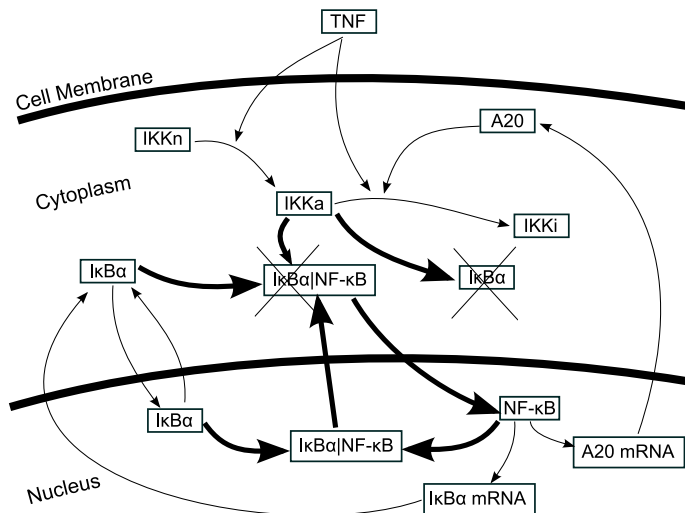 TNF
Cell Membrane
A20
IKKn
Cytoplasm
IKKa
IKKi
IκBα
IκBα|NF-κB
IκBα
NF-κB
IκBα
IκBα|NF-κB
A20 mRNA
Nucleus
IκBα mRNA